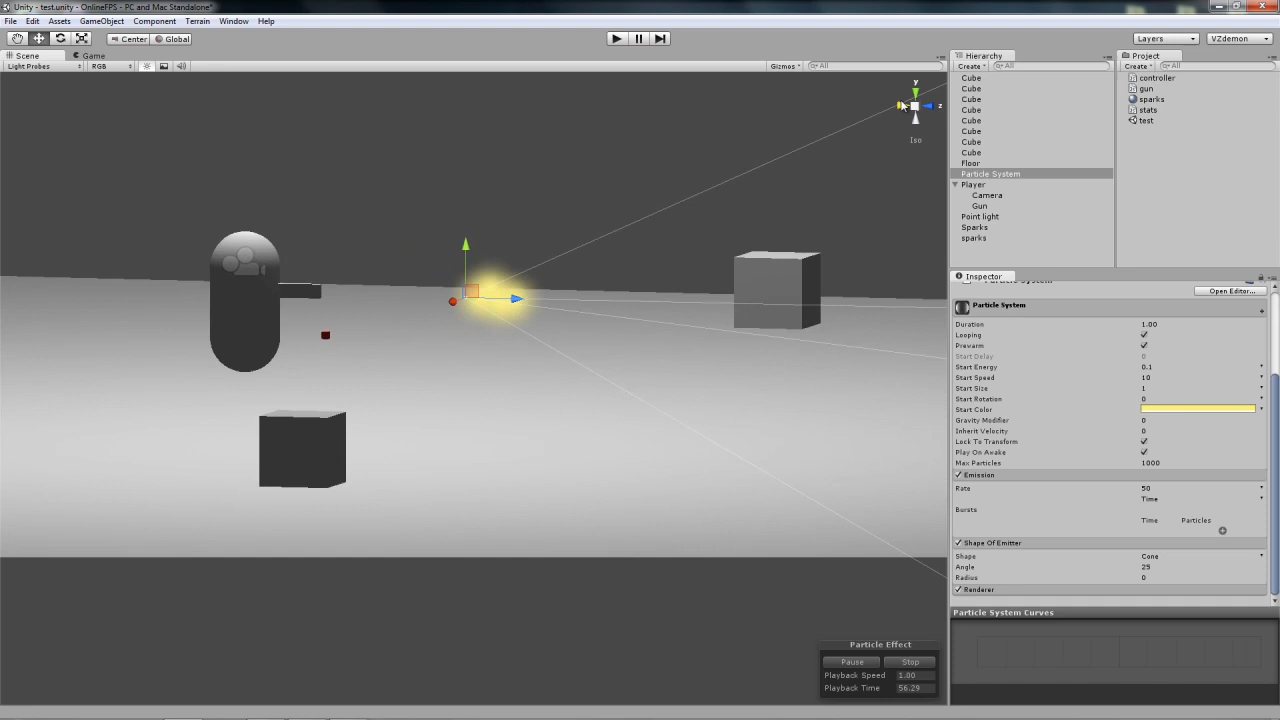 Unity - test.unity - OnlineFPS - PC and Mac Standalone*
File Edit Assets GameObject Component Terrain Window Help
Center Global Layers VZdemon
Scene Game
Light Probes RGB Gizmos All
y
z
Iso
Particle Effect
Pause Stop
Playback Speed 1.00
Playback Time 56.29
Hierarchy
Create All
Cube
Cube
Cube
Cube
Cube
Cube
Cube
Cube
Floor
Particle System
Player
Camera
Gun
Point light
Sparks
sparks
Project
Create All
controller
gun
sparks
stats
test
Inspector
Open Editor...
Particle System
Duration 1.00
Looping
Prewarm
Start Delay 0
Start Energy 0.1
Start Speed 10
Start Size 1
Start Rotation 0
Start Color
Gravity Modifier 0
Inherit Velocity 0
Lock To Transform
Play On Awake
Max Particles 1000
Emission
Rate 50
Time
Bursts
Time Particles
Shape Of Emitter
Shape Cone
Angle 25
Radius 0
Renderer
Particle System Curves